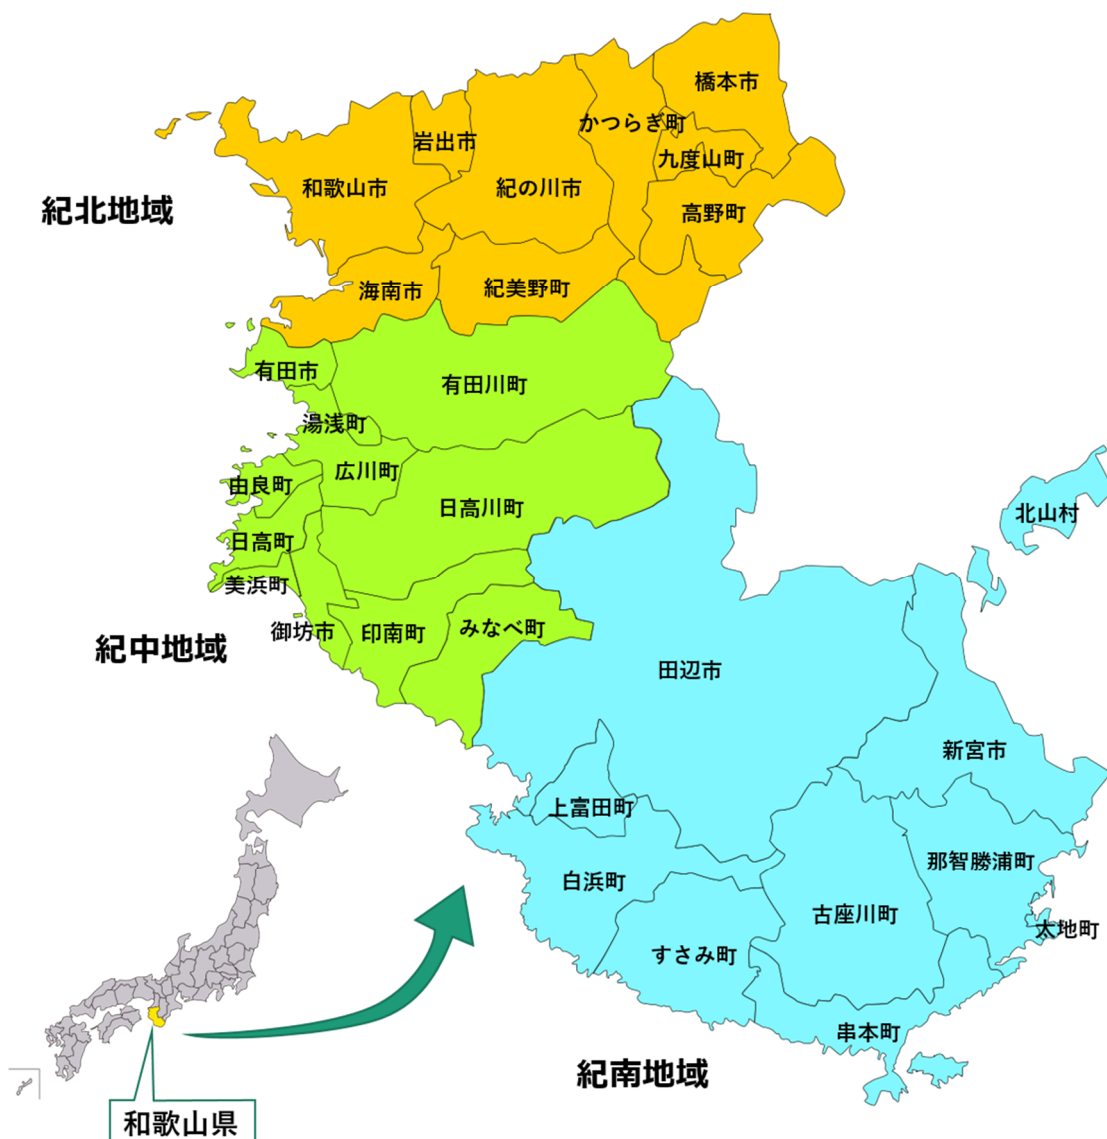 橋本市
かつらぎ町
岩出市
九度山町
和歌山市
紀の川市
高野町
紀北地域
海南市
紀美野町
有田市
有田川町
湯浅町
広川町
由良町
日高川町
北山村
日高町
美浜町
御坊市
印南町
みなべ町
紀中地域
田辺市
新宮市
上富田町
那智勝浦町
白浜町
古座川町
太地町
すさみ町
串本町
紀南地域
和歌山県